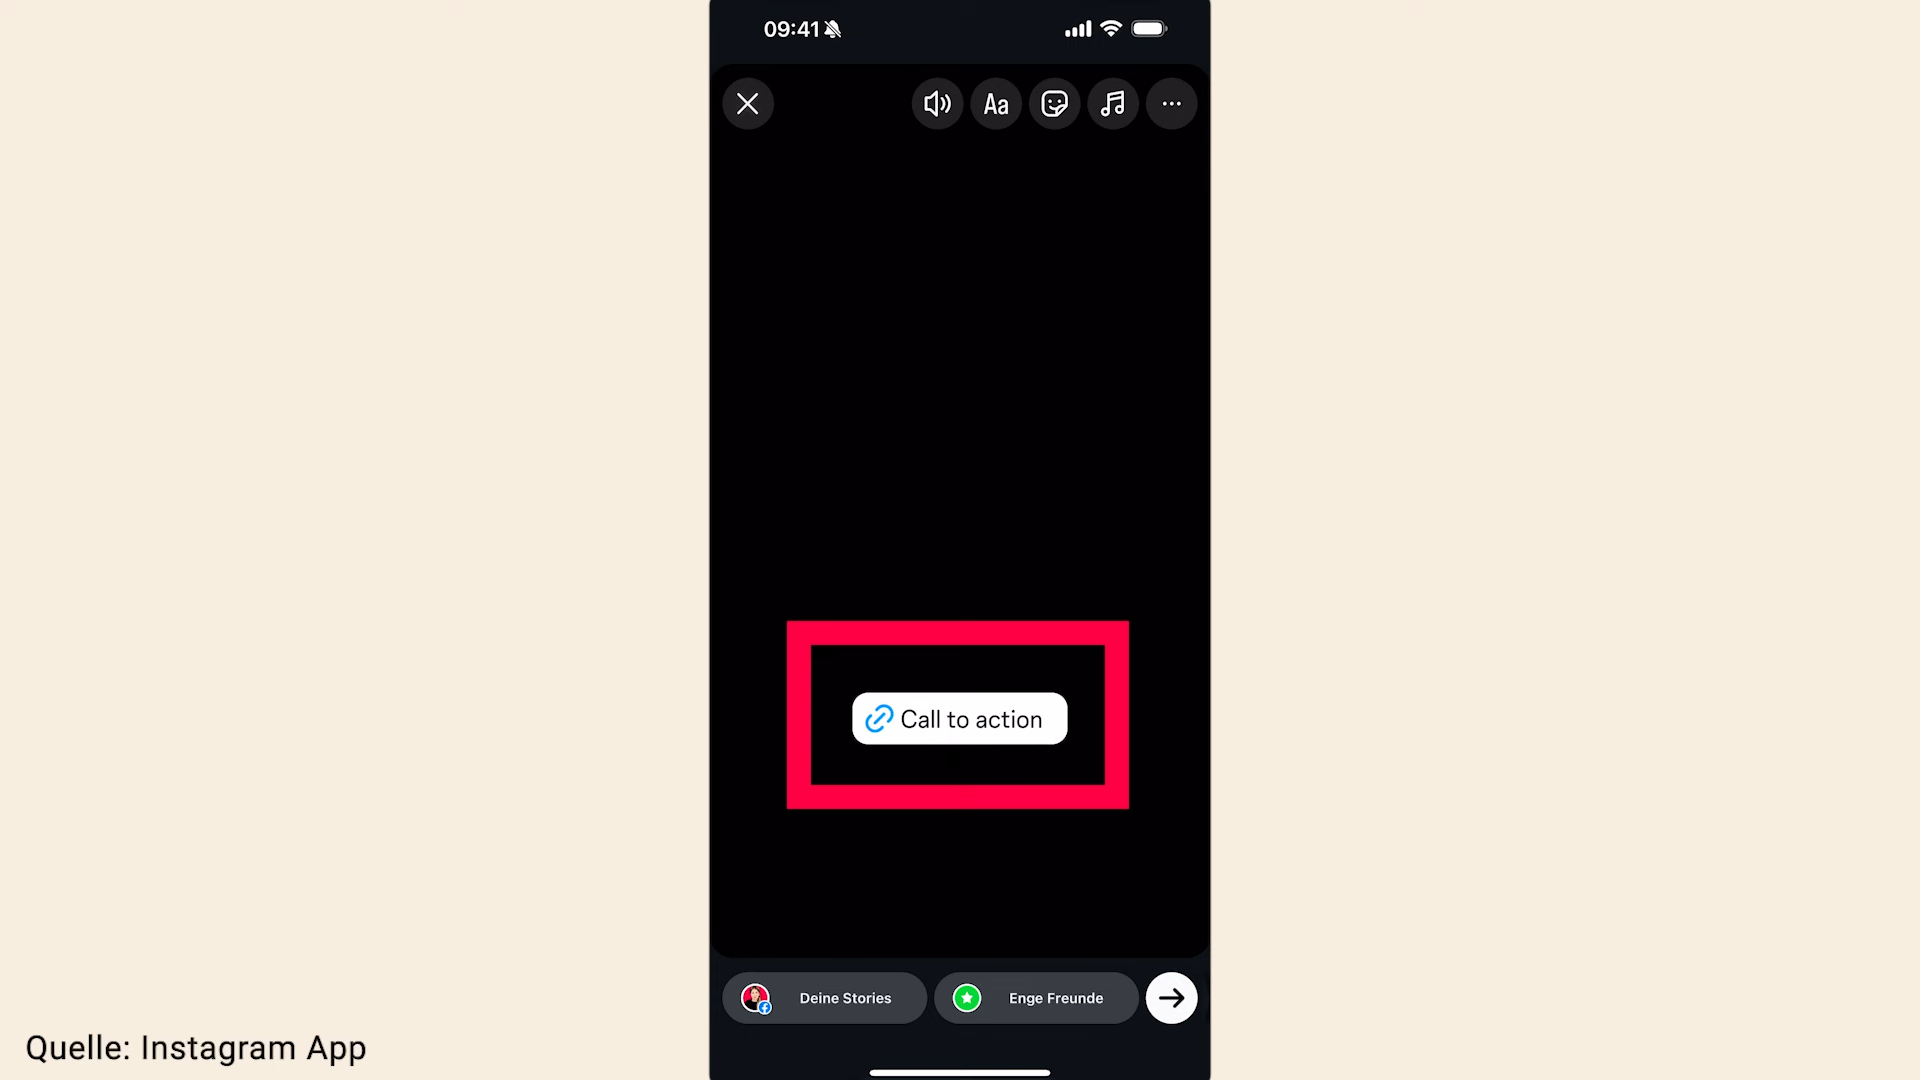 09:41
Aa
Call to action
Deine Stories
Enge Freunde
Quelle: Instagram App